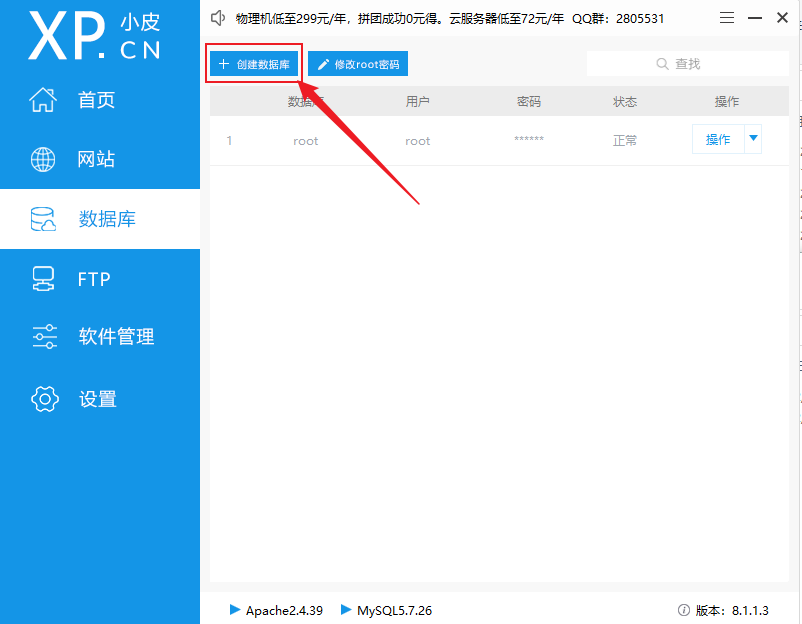 XP.小皮CN
物理机低至299元/年，拼团成功0元得。云服务器低至72元/年 QQ群：2805531
首页
网站
数据库
FTP
软件管理
设置
创建数据库 修改root密码 查找
数据库 用户 密码 状态 操作
1 root root ****** 正常 操作
Apache2.4.39 MySQL5.7.26 版本：8.1.1.3